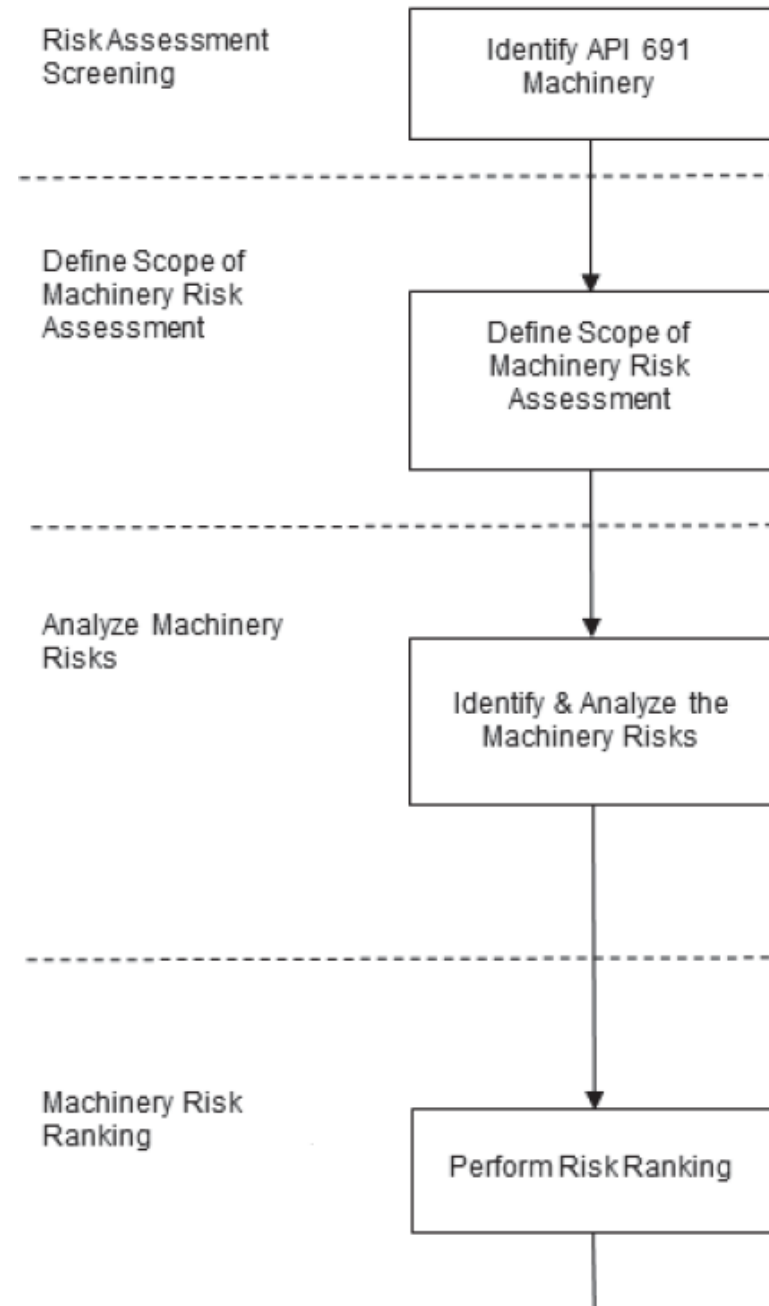 Risk Assessment
Screening
Identify API 691
Machinery
Define Scope of
Machinery Risk
Assessment
Define Scope of
Machinery Risk
Assessment
Analyze Machinery
Risks
Identify & Analyze the
Machinery Risks
Machinery Risk
Ranking
Perform Risk Ranking